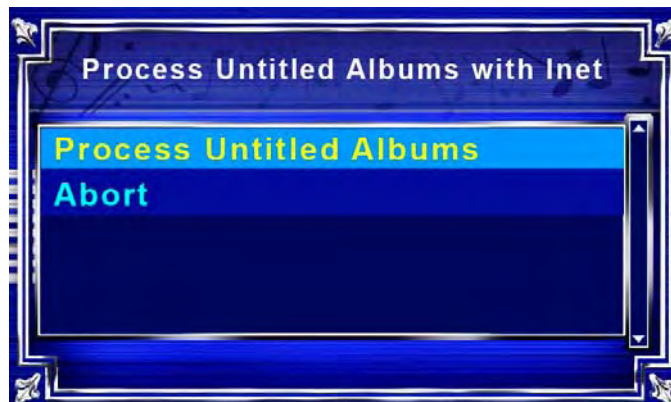 Process Untitled Albums with Inet
Process Untitled Albums
Abort